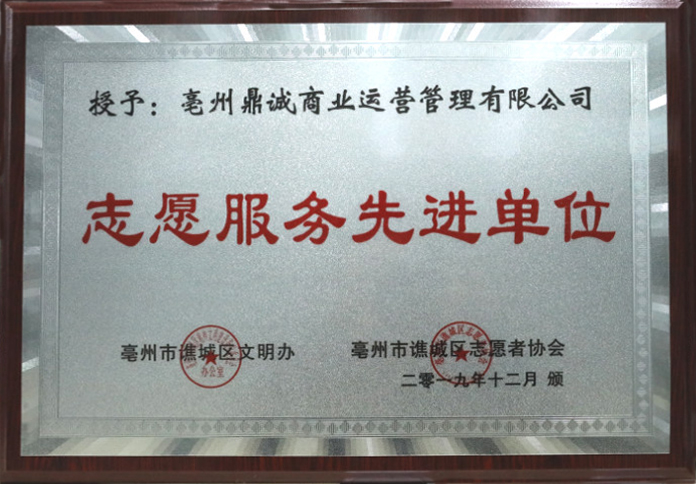 授予：亳州鼎诚商业运营管理有限公司
志愿服务先进单位
亳州市谯城区文明办
亳州市谯城区志愿者协会
二零一九年十二月 颁